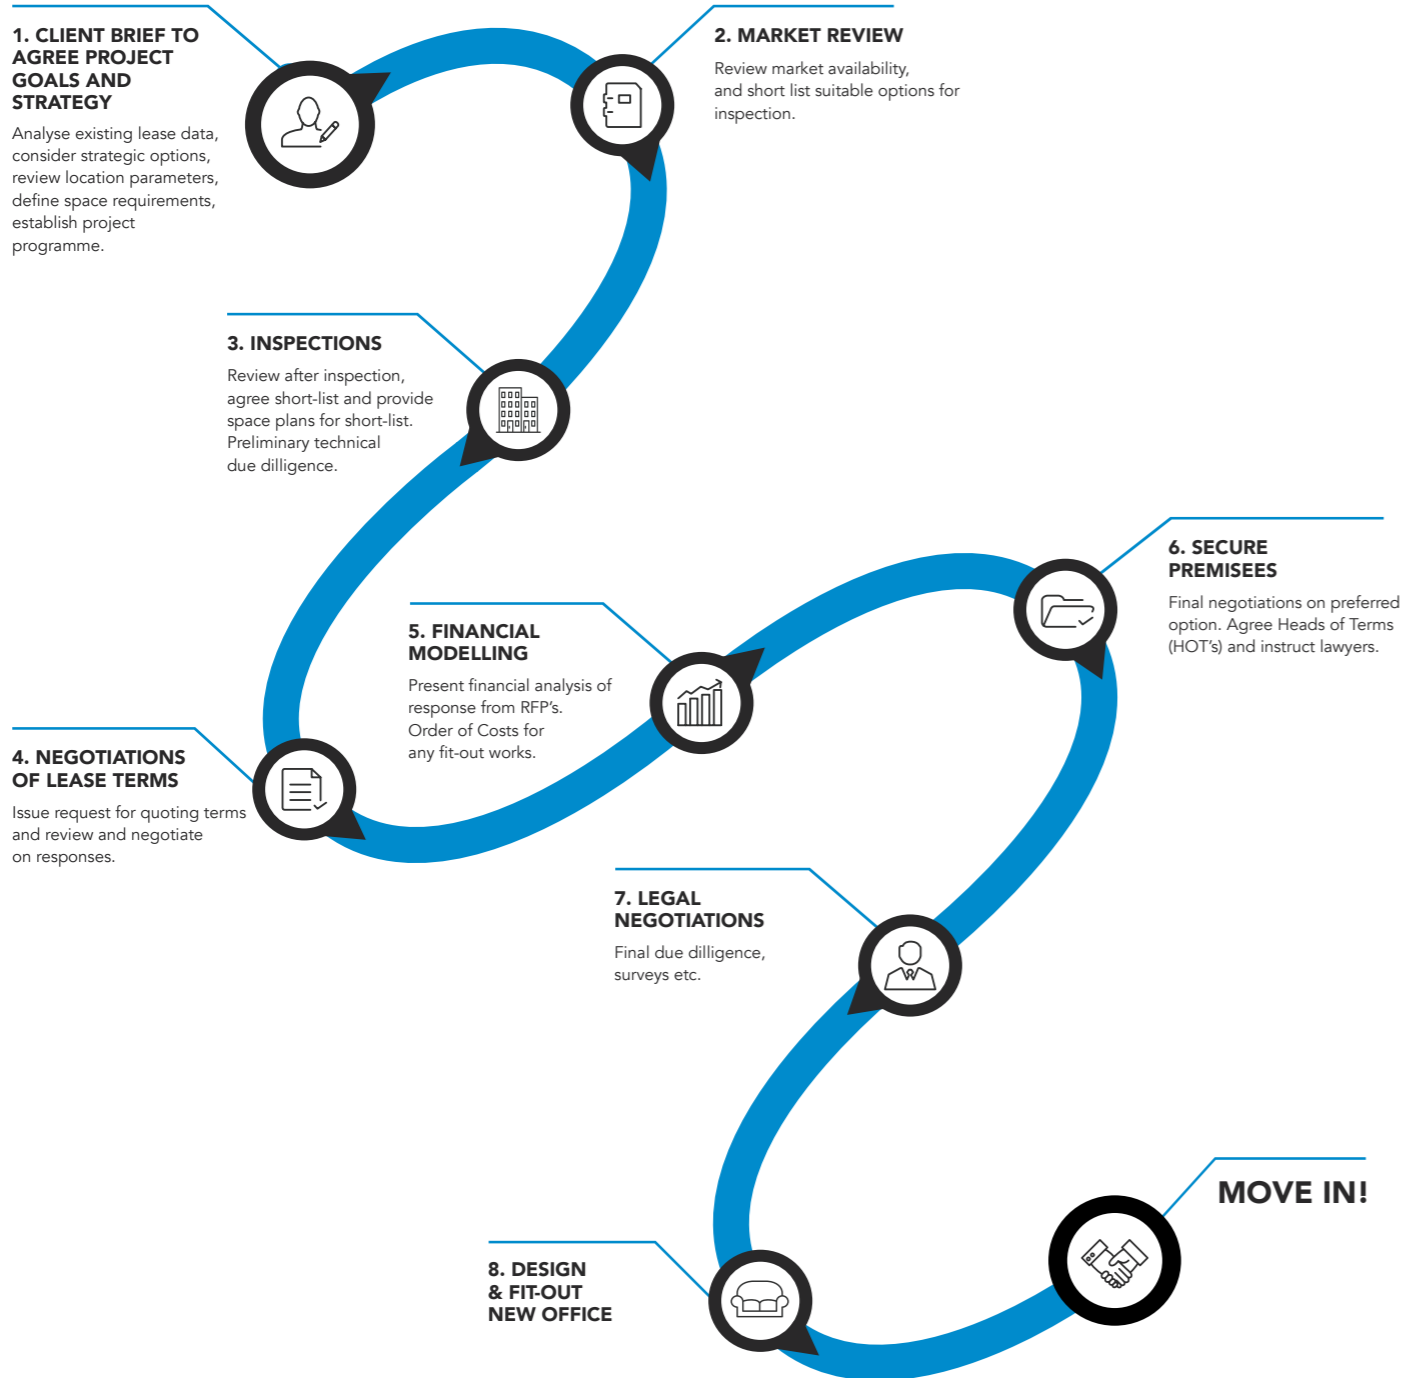 1. CLIENT BRIEF TO
AGREE PROJECT
GOALS AND
STRATEGY
Analyse existing lease data,
consider strategic options,
review location parameters,
define space requirements,
establish project
programme.
2. MARKET REVIEW
Review market availability,
and short list suitable options for
inspection.
3. INSPECTIONS
Review after inspection,
agree short-list and provide
space plans for short-list.
Preliminary technical
due dilligence.
4. NEGOTIATIONS
OF LEASE TERMS
Issue request for quoting terms
and review and negotiate
on responses.
5. FINANCIAL
MODELLING
Present financial analysis of
response from RFP's.
Order of Costs for
any fit-out works.
6. SECURE
PREMISEES
Final negotiations on preferred
option. Agree Heads of Terms
(HOT's) and instruct lawyers.
7. LEGAL
NEGOTIATIONS
Final due dilligence,
surveys etc.
8. DESIGN
& FIT-OUT
NEW OFFICE
MOVE IN!